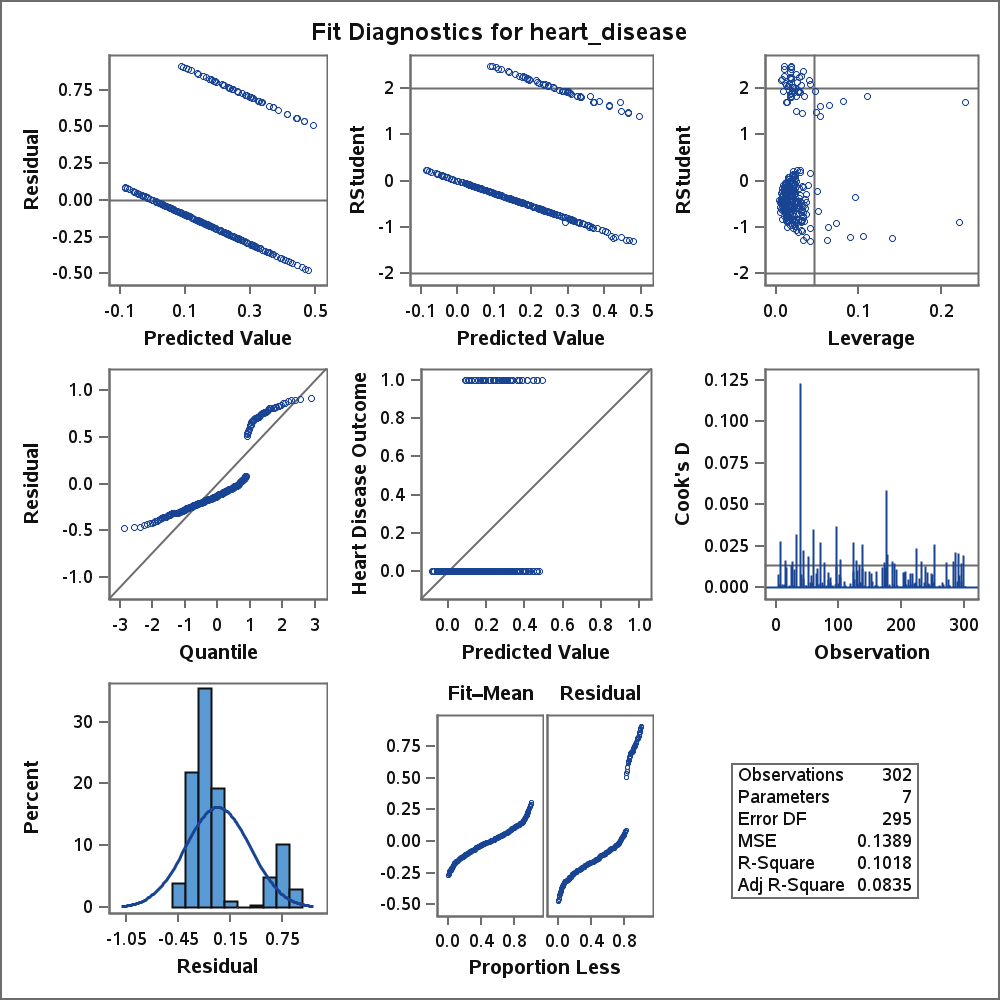 Fit Diagnostics for heart_disease
Residual
0.75
0.50
0.25
0.00
-0.25
-0.50
-0.1 0.1 0.3 0.5
Predicted Value
RStudent
2
1
0
-1
-2
-0.1 0.0 0.1 0.2 0.3 0.4 0.5
Predicted Value
RStudent
2
1
0
-1
-2
0.0 0.1 0.2
Leverage
Residual
1.0
0.5
0.0
-0.5
-1.0
-3 -2 -1 0 1 2 3
Quantile
Heart Disease Outcome
1.0
0.8
0.6
0.4
0.2
0.0
0.0 0.2 0.4 0.6 0.8 1.0
Predicted Value
Cook's D
0.125
0.100
0.075
0.050
0.025
0.000
0 100 200 300
Observation
Percent
30
20
10
0
-1.05 -0.45 0.15 0.75
Residual
Fit–Mean Residual
0.75
0.50
0.25
0.00
-0.25
-0.50
0.0 0.4 0.8 0.0 0.4 0.8
Proportion Less
Observations 302
Parameters 7
Error DF 295
MSE 0.1389
R-Square 0.1018
Adj R-Square 0.0835